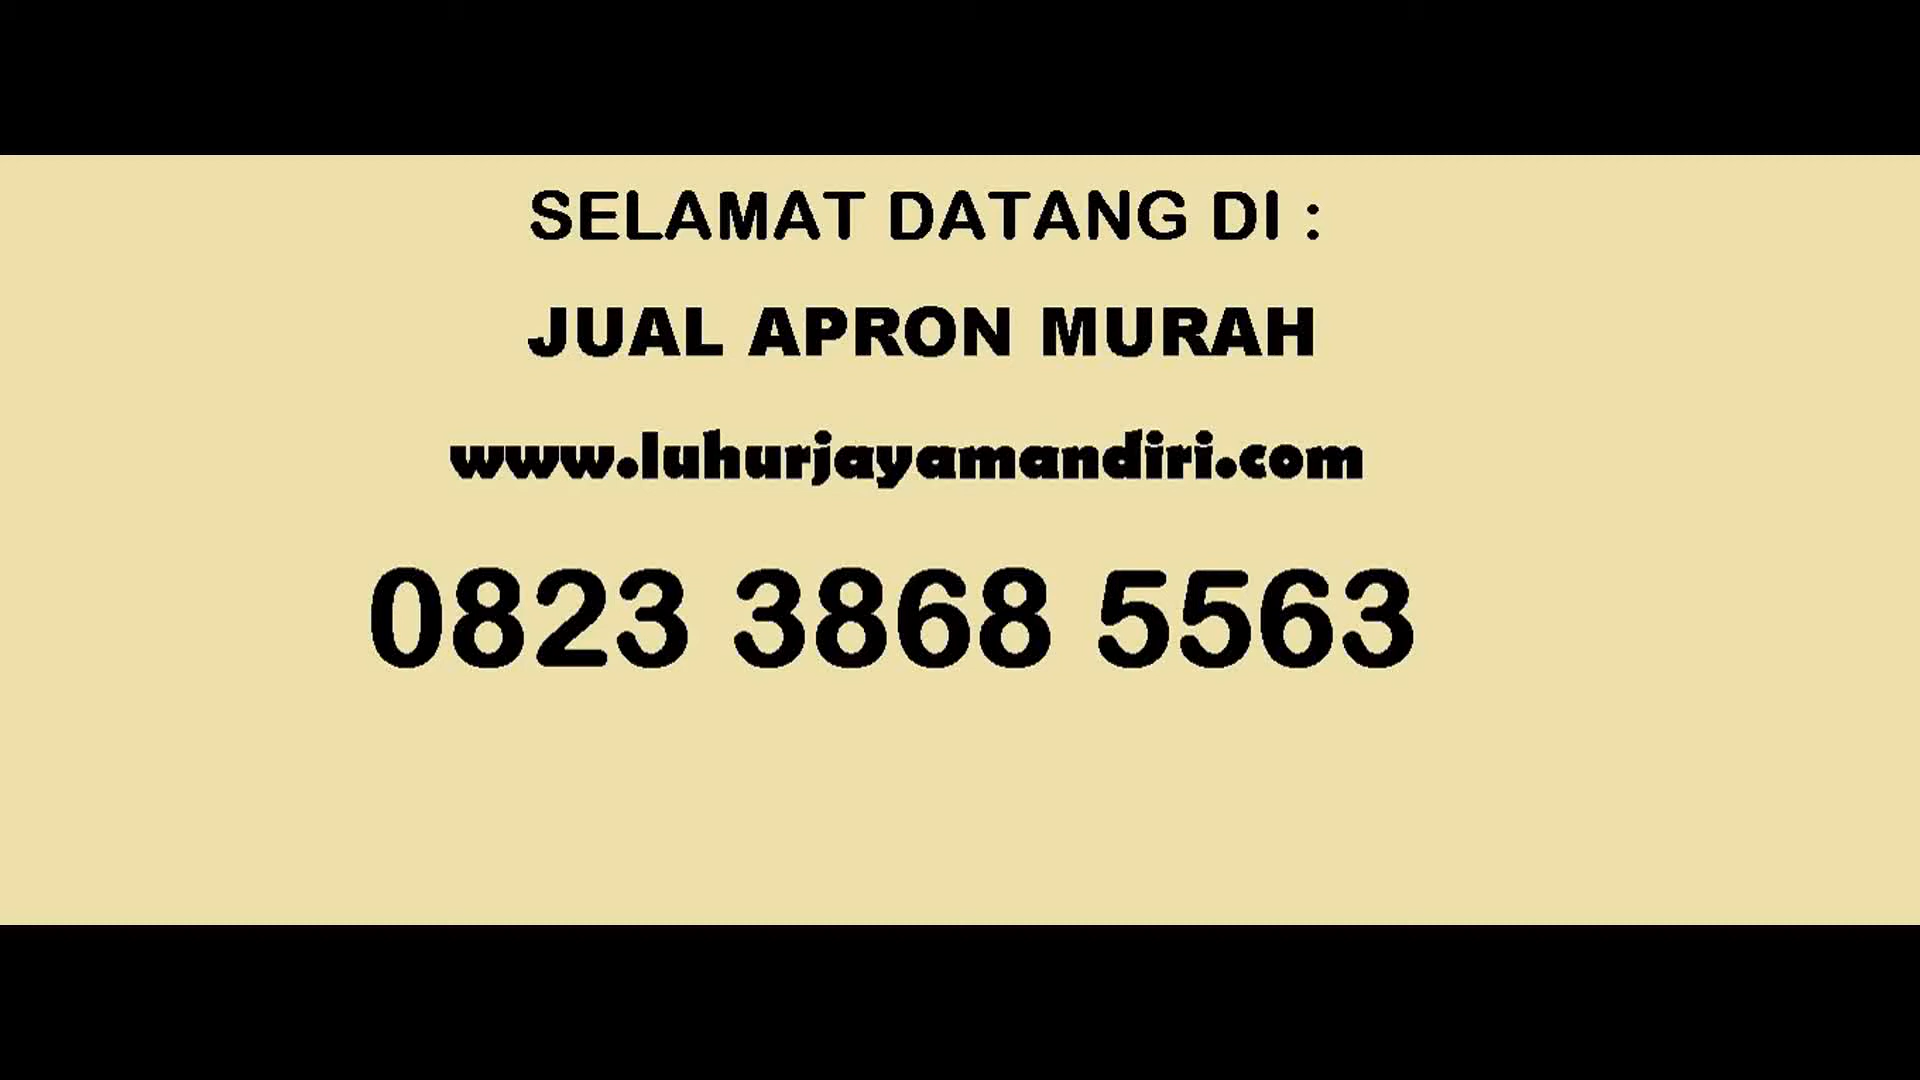 SELAMAT DATANG DI :
JUAL APRON MURAH
www.luhurjayamandiri.com
0823 3868 5563